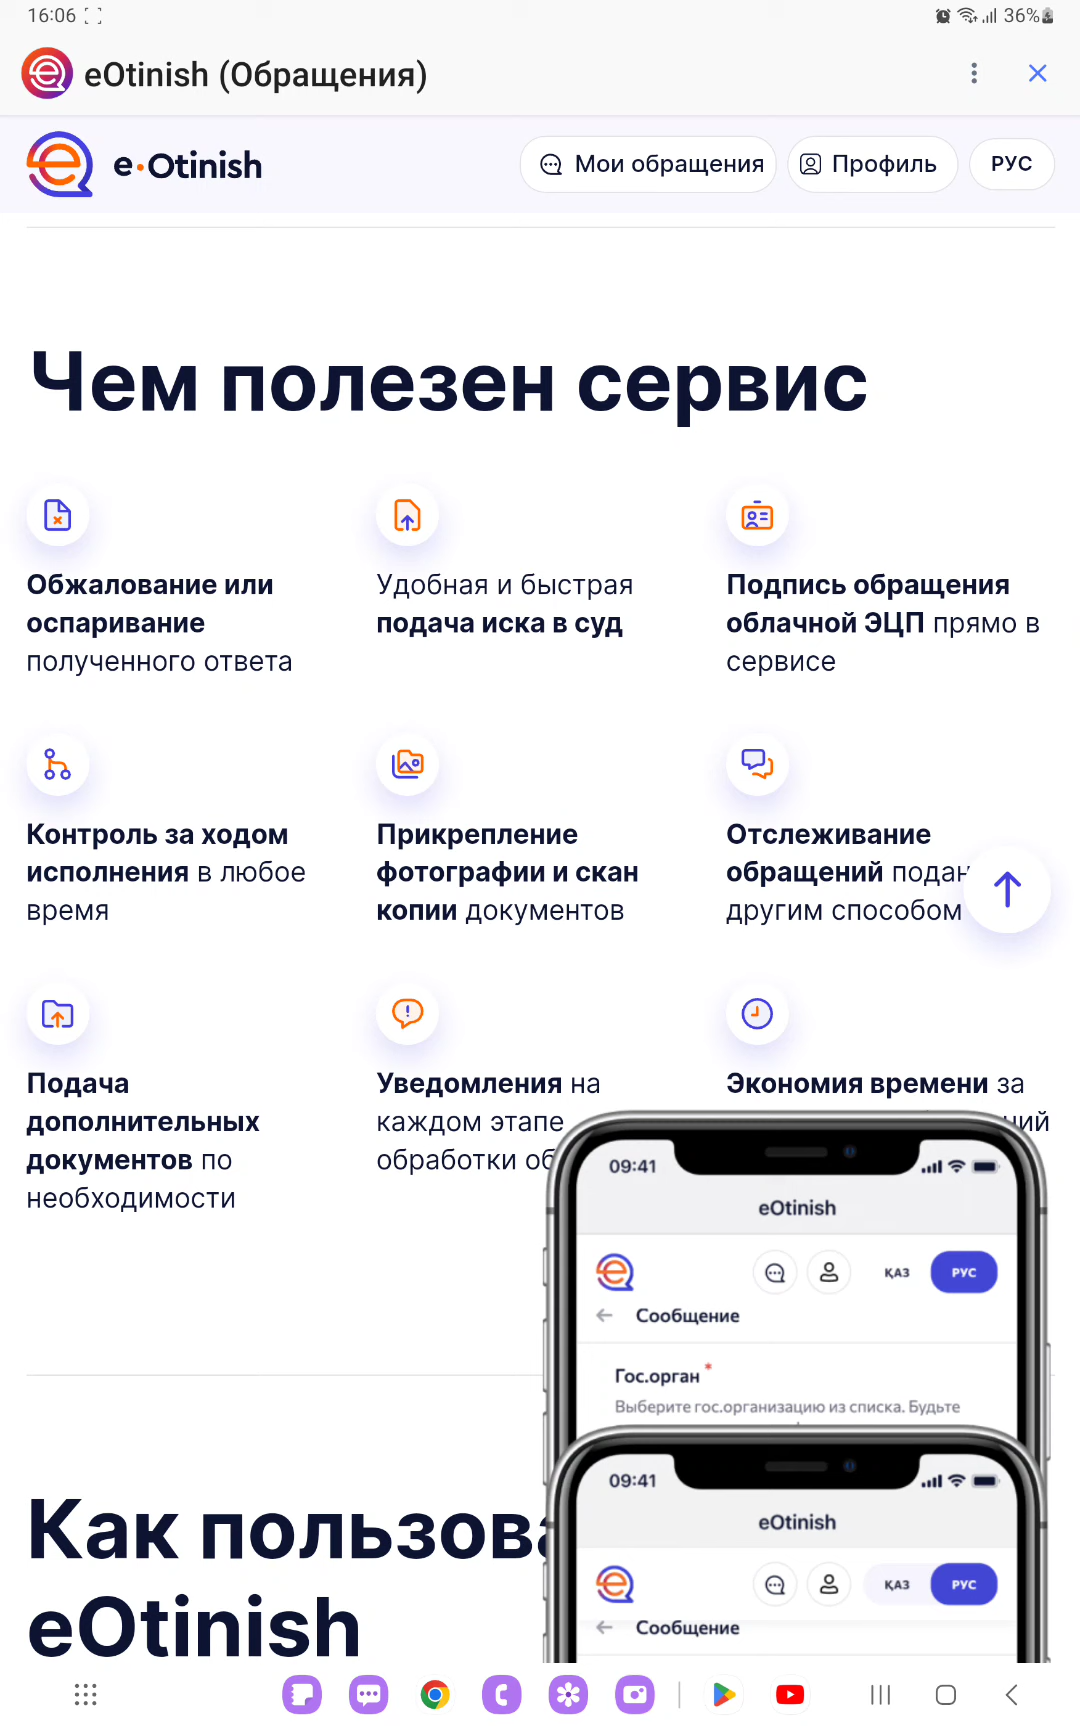 16:06
36%
eOtinish (Обращения)
e·Otinish
Мои обращения
Профиль
РУС
Чем полезен сервис
Обжалование или
оспаривание
полученного ответа
Удобная и быстрая
подача иска в суд
Подпись обращения
облачной ЭЦП прямо в
сервисе
Контроль за ходом
исполнения в любое
время
Прикрепление
фотографии и скан
копии документов
Отслеживание
обращений подан
другим способом
Подача
дополнительных
документов по
необходимости
Уведомления на
каждом этапе
обработки об
Экономия времени за
ний
09:41
eOtinish
ҚАЗ
РУС
Сообщение
Гос.орган *
Выберите гос.организацию из списка. Будьте
Как пользова
eOtinish
09:41
eOtinish
ҚАЗ
РУС
Сообщение